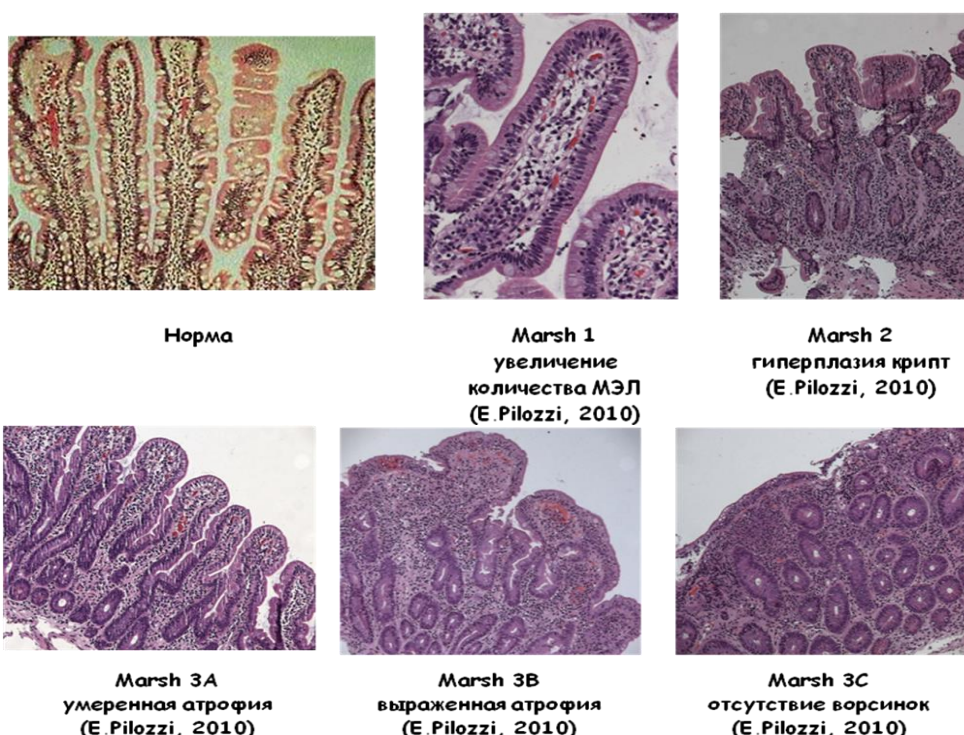 Норма
Marsh 1
увеличение
количества МЭЛ
(E.Pilozzi, 2010)
Marsh 2
гиперплазия крипт
(E.Pilozzi, 2010)
Marsh 3A
умеренная атрофия
(E.Pilozzi, 2010)
Marsh 3B
выраженная атрофия
(E.Pilozzi, 2010)
Marsh 3C
отсутствие ворсинок
(E.Pilozzi, 2010)